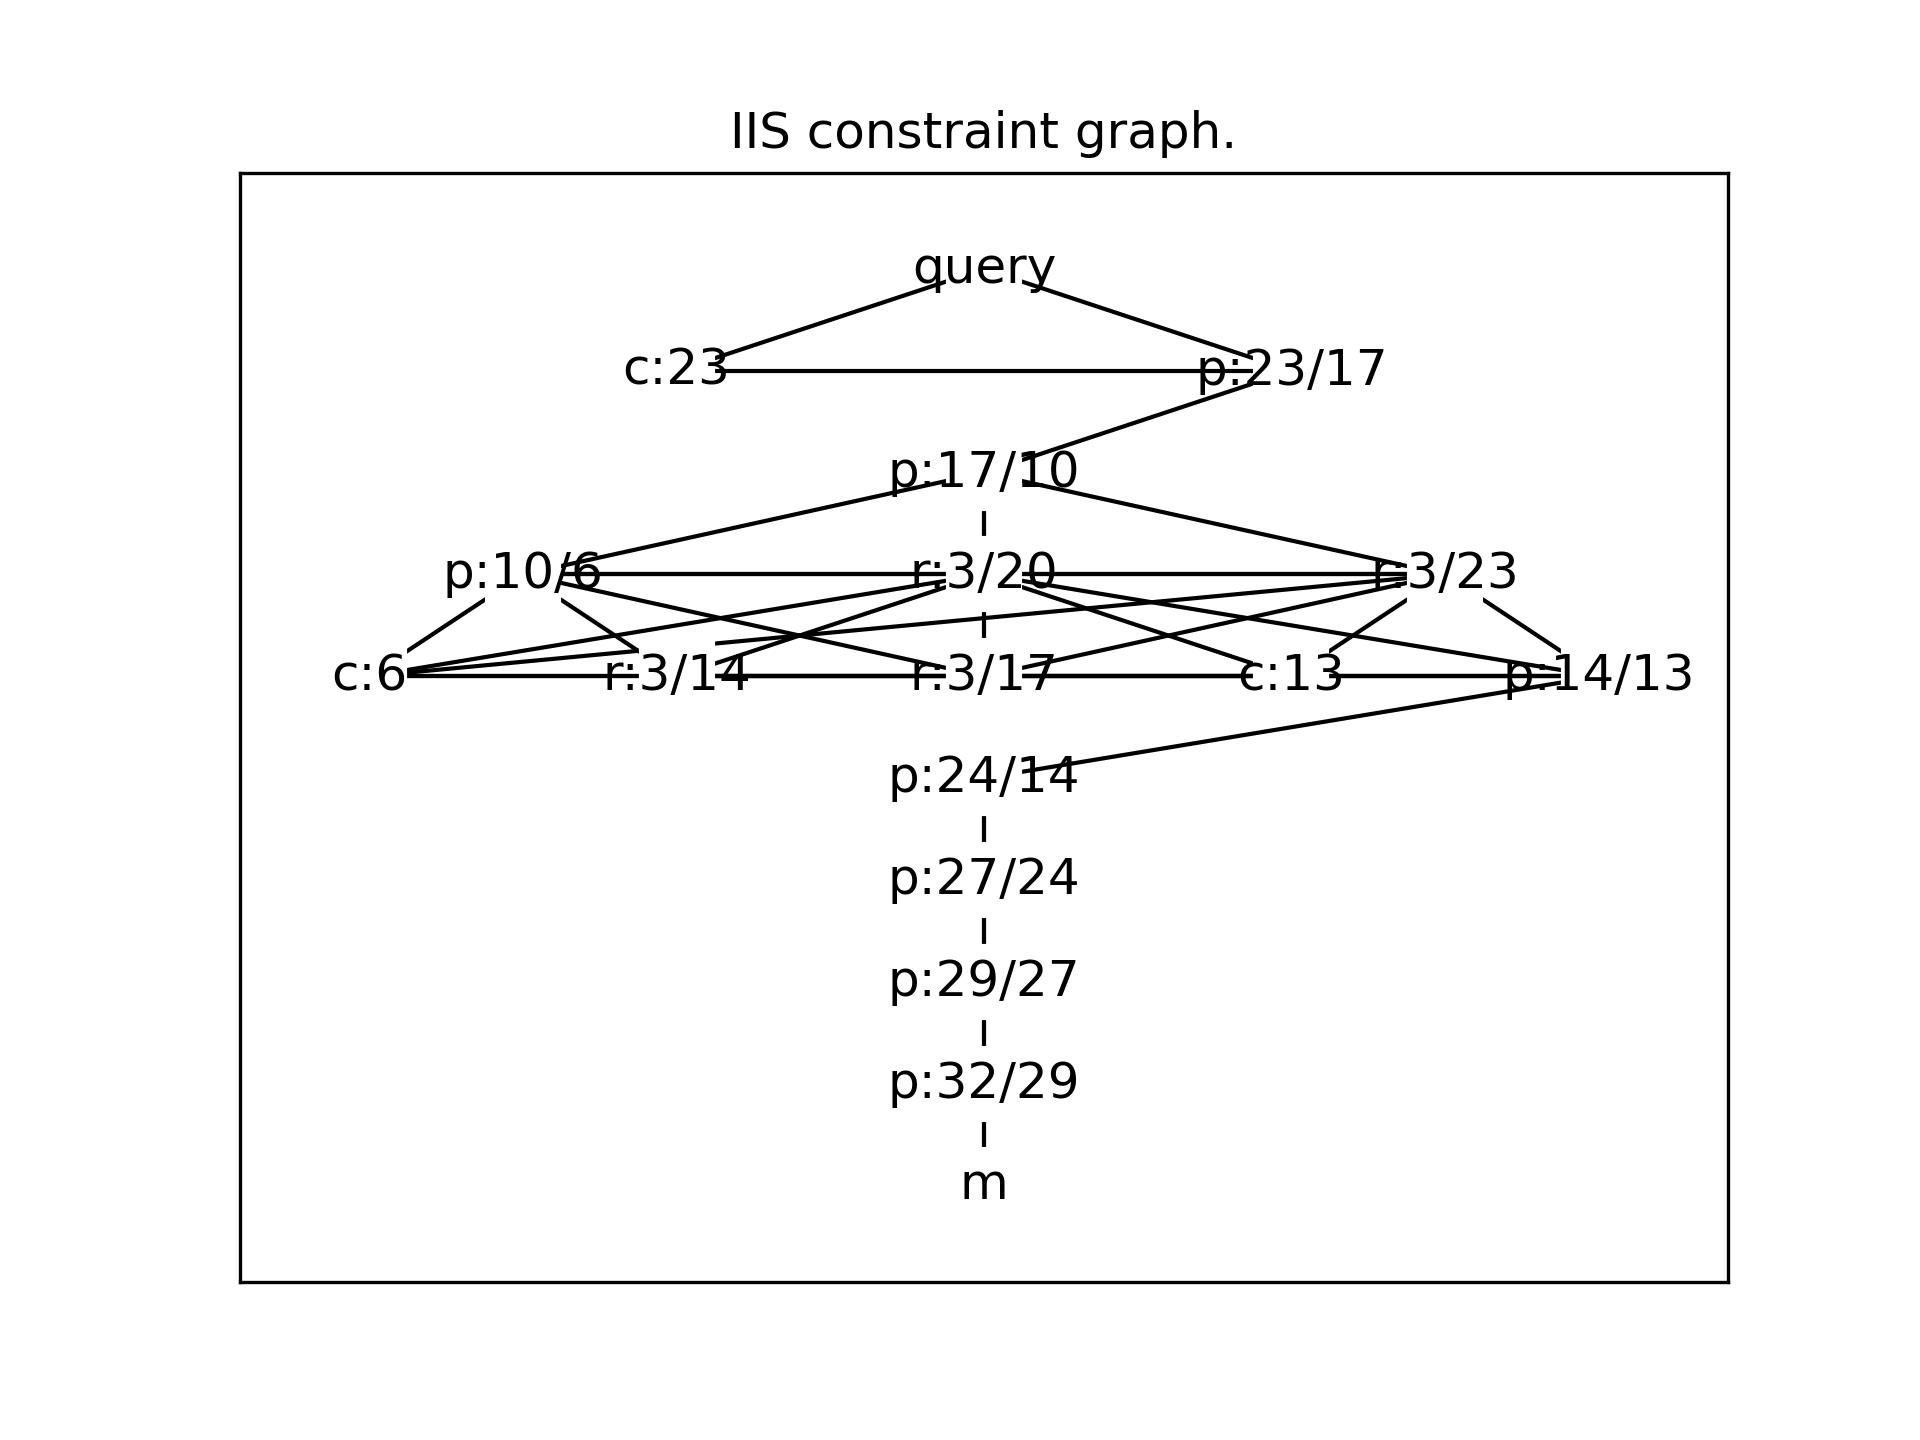 IIS constraint graph.
query
c:23 p:23/17
p:17/10
p:10/6 r:3/20 r:3/23
c:6 r:3/14 r:3/17 c:13 p:14/13
p:24/14
p:27/24
p:29/27
p:32/29
m